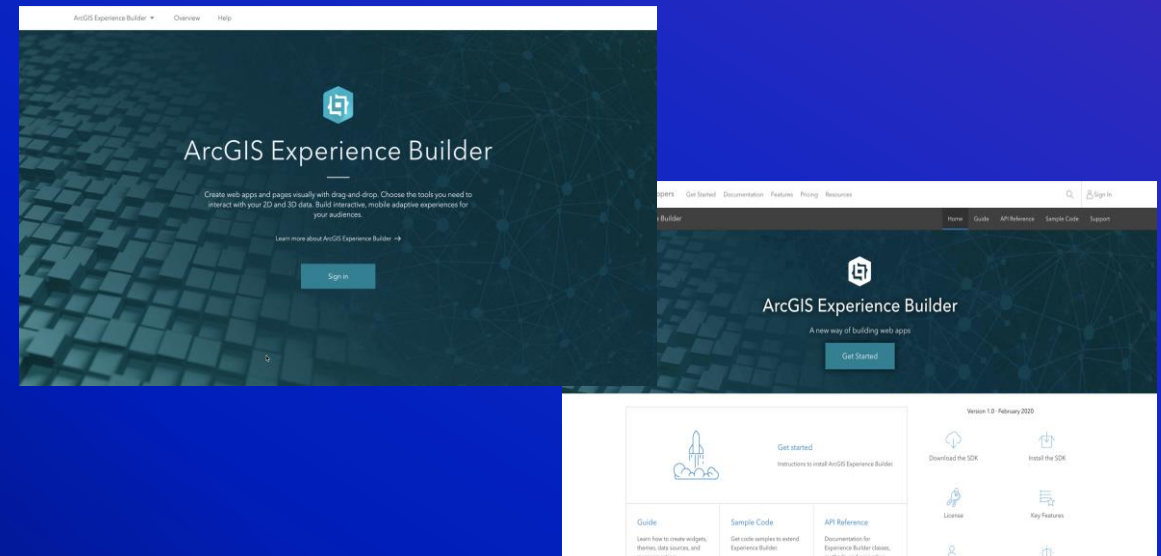 ArcGIS Experience Builder
Overview
Help
ArcGIS Experience Builder
Create web apps and pages visually with drag-and-drop. Choose the tools you need to
interact with your 2D and 3D data. Build interactive, mobile adaptive experiences for
your audiences.
Learn more about ArcGIS Experience Builder →
Sign in
Get Started
Documentation
Features
Pricing
Resources
Sign In
Builder
Home
Guide
API Reference
Sample Code
Support
ArcGIS Experience Builder
A new way of building web apps
Get Started
Version 1.0 · February 2020
Get started
Instructions to install ArcGIS Experience Builder.
Download the SDK
Install the SDK
License
Key Features
Guide
Learn how to create widgets,
themes, data sources, and
Sample Code
Get code samples to extend
Experience Builder.
API Reference
Documentation for
Experience Builder classes,